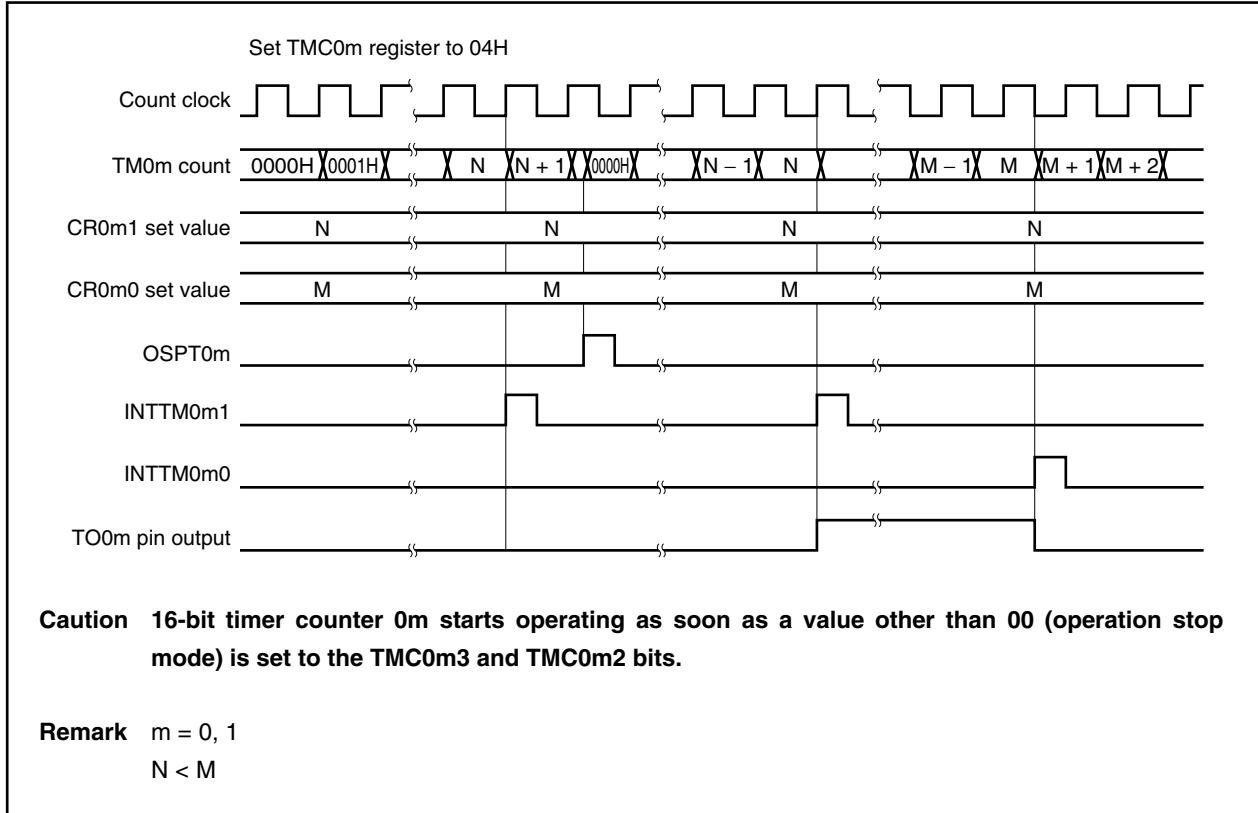 Set TMC0m register to 04H
Count clock
TM0m count 0000H 0001H N N + 1 0000H N – 1 N M – 1 M M + 1 M + 2
CR0m1 set value N N N N
CR0m0 set value M M M M
OSPT0m
INTTM0m1
INTTM0m0
TO0m pin output
Caution 16-bit timer counter 0m starts operating as soon as a value other than 00 (operation stop
mode) is set to the TMC0m3 and TMC0m2 bits.
Remark m = 0, 1
N < M